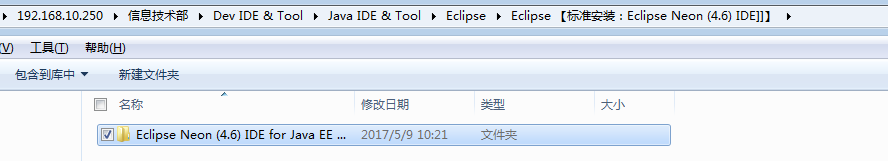 192.168.10.250 信息技术部 Dev IDE & Tool Java IDE & Tool Eclipse Eclipse 【标准安装:Eclipse Neon (4.6) IDE]】
(V) 工具(T) 帮助(H)
包含到库中 新建文件夹
名称 修改日期 类型 大小
Eclipse Neon (4.6) IDE for Java EE ... 2017/5/9 10:21 文件夹